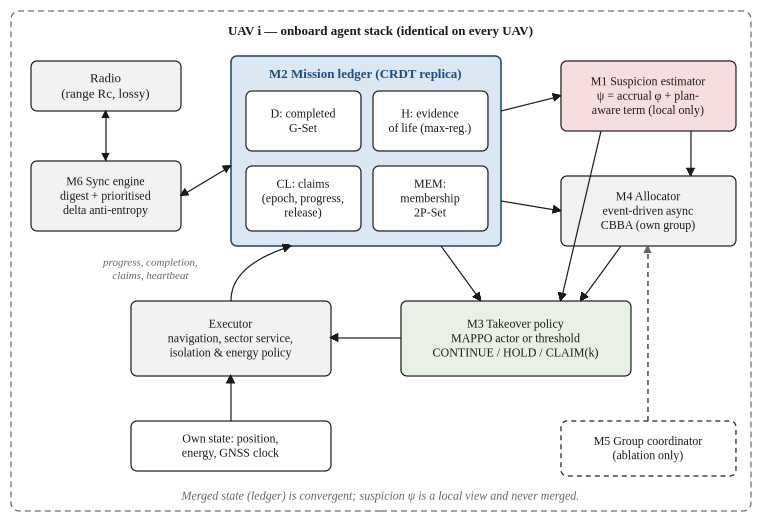 UAV i — onboard agent stack (identical on every UAV)
Radio
(range Rc, lossy)
M2 Mission ledger (CRDT replica)
D: completed
G-Set
H: evidence
of life (max-reg.)
CL: claims
(epoch, progress,
release)
MEM:
membership
2P-Set
M1 Suspicion estimator
ψ = accrual φ + plan-
aware term (local only)
M6 Sync engine
digest + prioritised
delta anti-entropy
M4 Allocator
event-driven async
CBBA (own group)
progress, completion,
claims, heartbeat
Executor
navigation, sector service,
isolation & energy policy
M3 Takeover policy
MAPPO actor or threshold
CONTINUE / HOLD / CLAIM(k)
Own state: position,
energy, GNSS clock
M5 Group coordinator
(ablation only)
Merged state (ledger) is convergent; suspicion ψ is a local view and never merged.